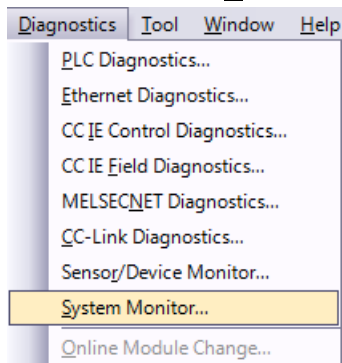 Diagnostics Tool Window Help
PLC Diagnostics...
Ethernet Diagnostics...
CC IE Control Diagnostics...
CC IE Field Diagnostics...
MELSECNET Diagnostics...
CC-Link Diagnostics...
Sensor/Device Monitor...
System Monitor...
Online Module Change...